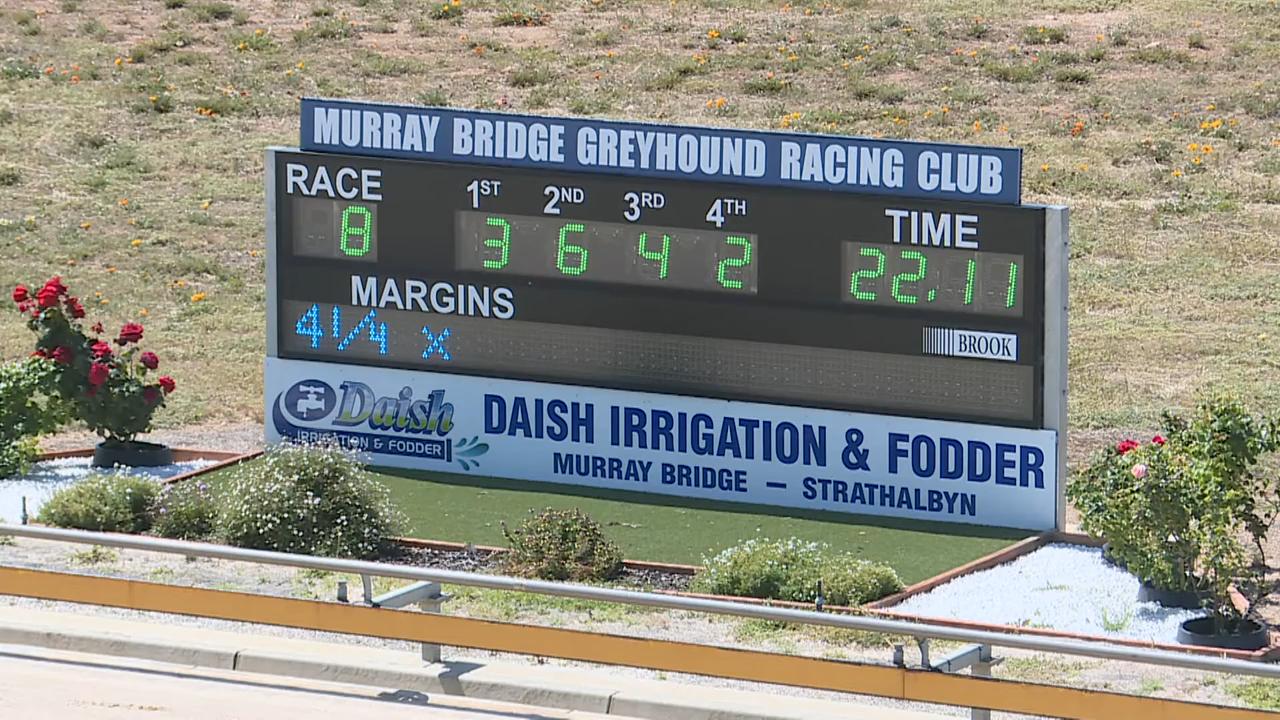 MURRAY BRIDGE GREYHOUND RACING CLUB
RACE 1ST 2ND 3RD 4TH TIME
8 3 6 4 2 22.11
MARGINS
4 1/4 x
BROOK
Daish
IRRIGATION & FODDER
DAISH IRRIGATION & FODDER
MURRAY BRIDGE – STRATHALBYN